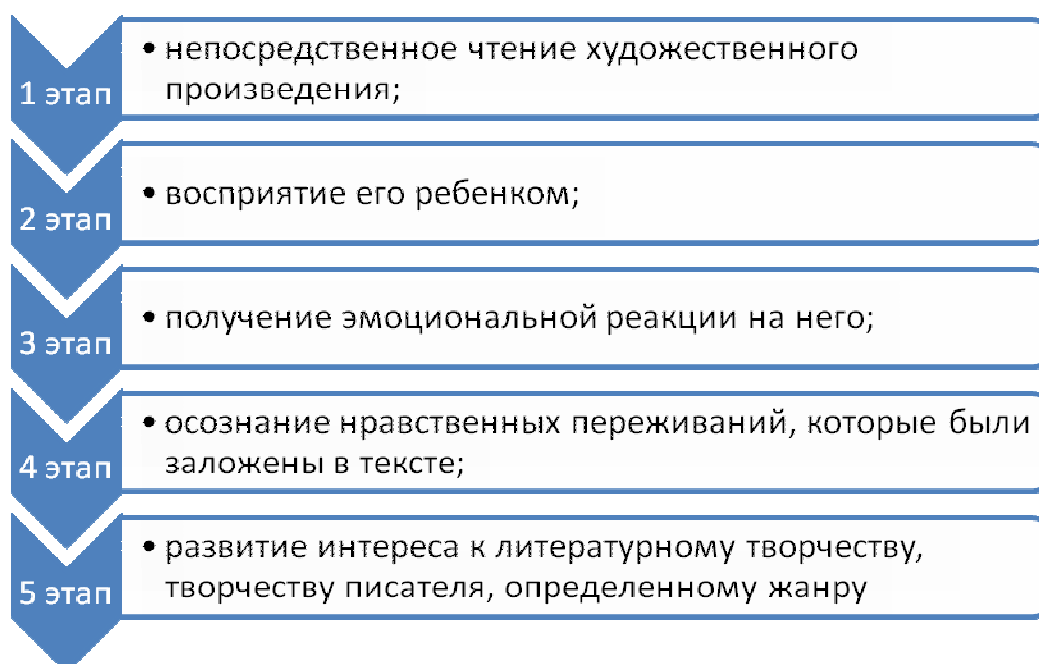 1 этап
• непосредственное чтение художественного
произведения;
2 этап
• восприятие его ребенком;
3 этап
• получение эмоциональной реакции на него;
4 этап
• осознание нравственных переживаний, которые были
заложены в тексте;
5 этап
• развитие интереса к литературному творчеству,
творчеству писателя, определенному жанру